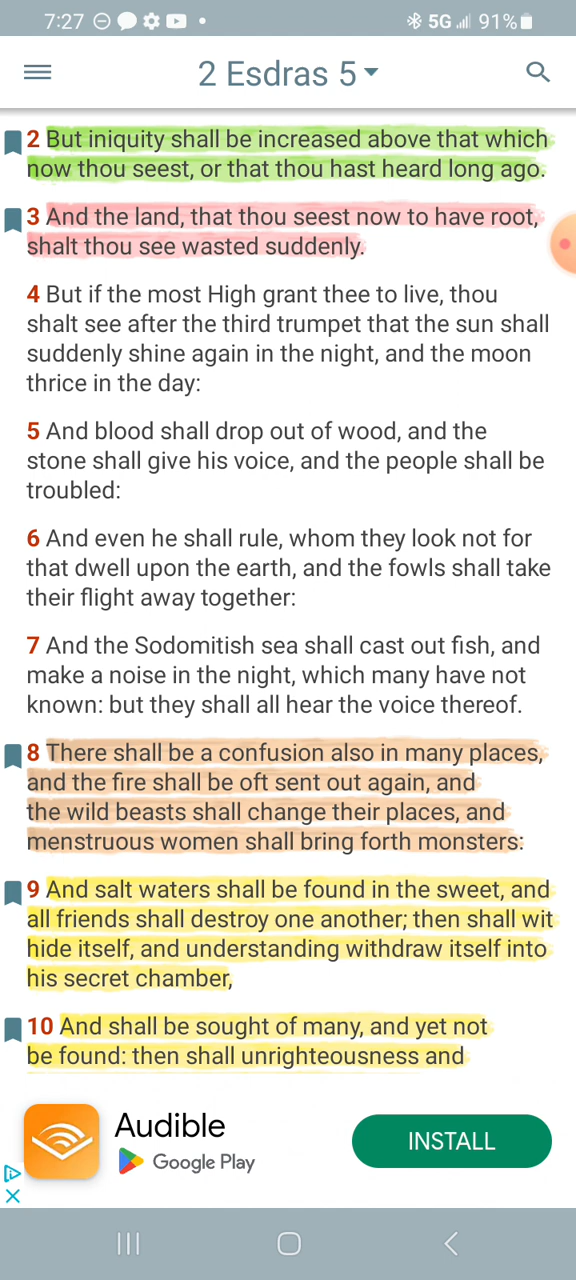 7:27
5G 91%
2 Esdras 5
2 But iniquity shall be increased above that which
now thou seest, or that thou hast heard long ago.
3 And the land, that thou seest now to have root,
shalt thou see wasted suddenly.
4 But if the most High grant thee to live, thou
shalt see after the third trumpet that the sun shall
suddenly shine again in the night, and the moon
thrice in the day:
5 And blood shall drop out of wood, and the
stone shall give his voice, and the people shall be
troubled:
6 And even he shall rule, whom they look not for
that dwell upon the earth, and the fowls shall take
their flight away together:
7 And the Sodomitish sea shall cast out fish, and
make a noise in the night, which many have not
known: but they shall all hear the voice thereof.
8 There shall be a confusion also in many places,
and the fire shall be oft sent out again, and
the wild beasts shall change their places, and
menstruous women shall bring forth monsters:
9 And salt waters shall be found in the sweet, and
all friends shall destroy one another; then shall wit
hide itself, and understanding withdraw itself into
his secret chamber,
10 And shall be sought of many, and yet not
be found: then shall unrighteousness and
Audible
Google Play
INSTALL